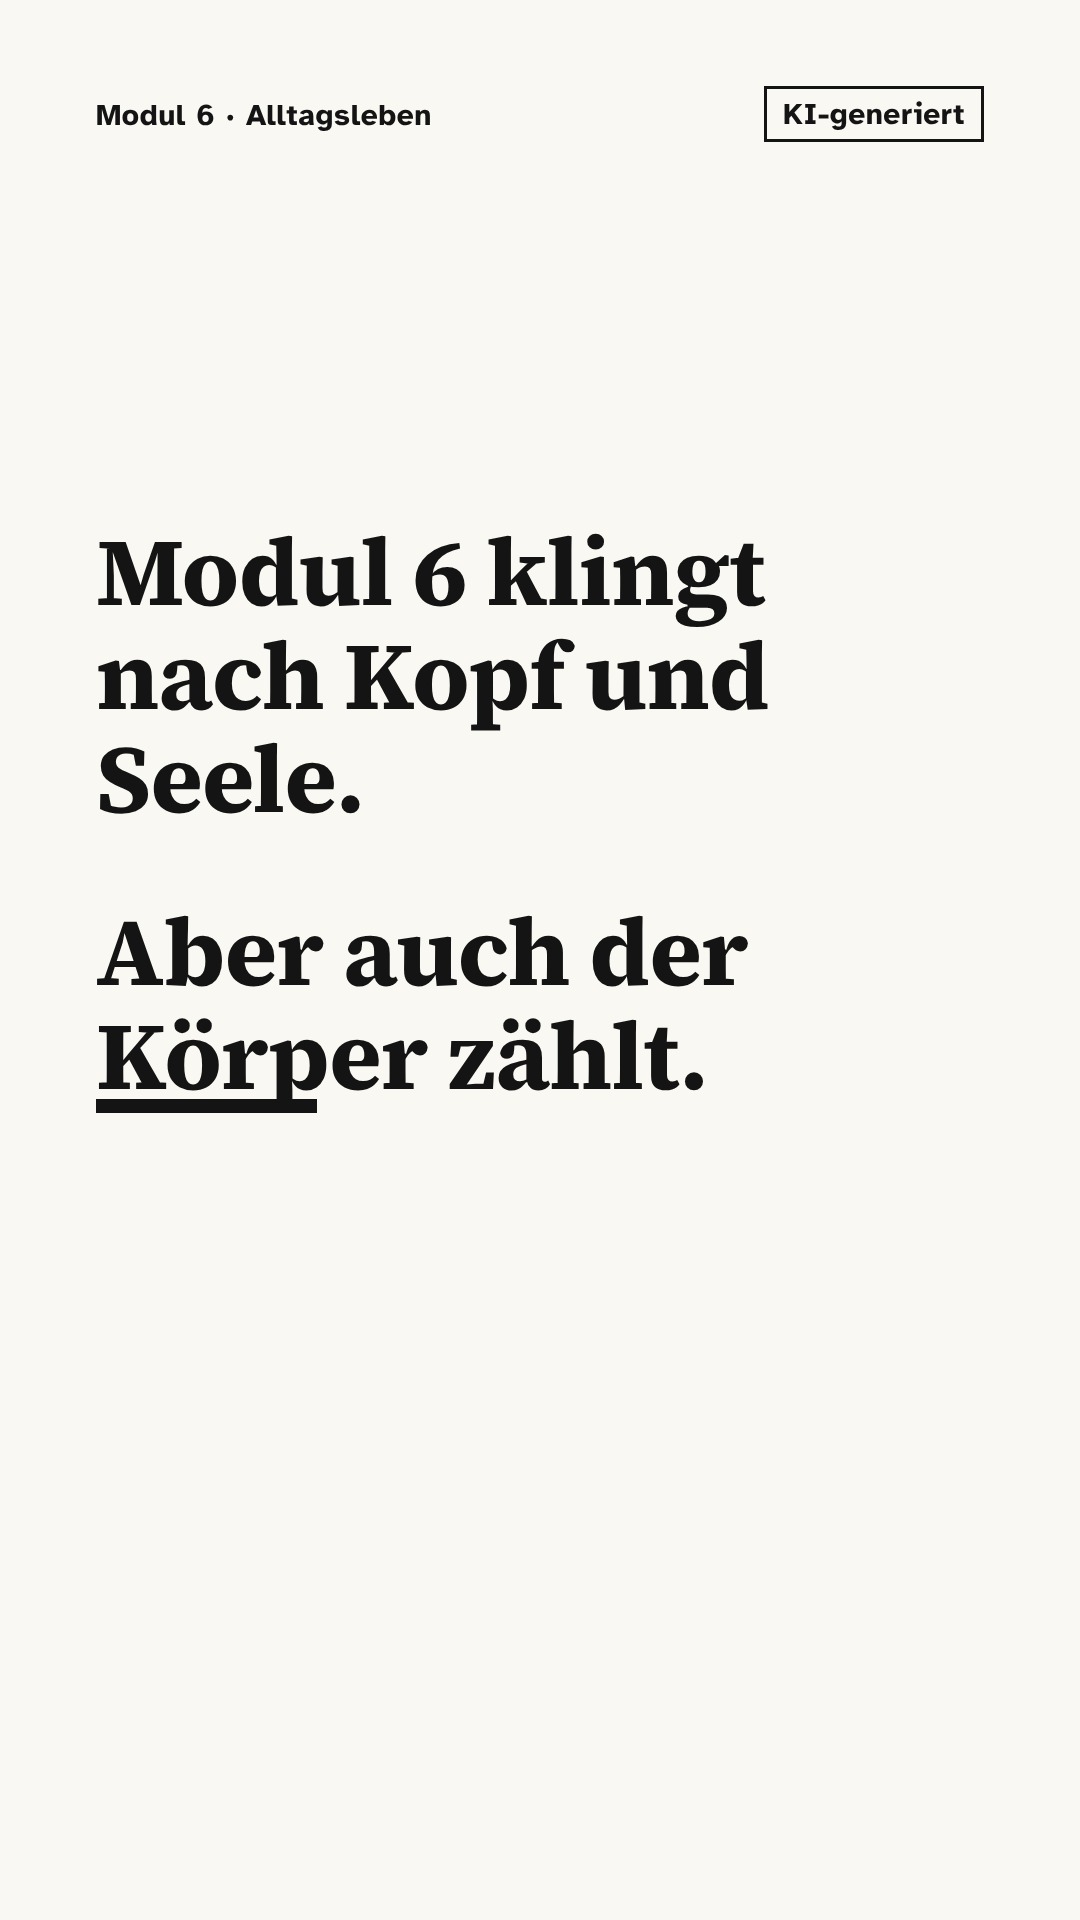 Modul 6 · Alltagsleben
KI-generiert
Modul 6 klingt
nach Kopf und
Seele.
Aber auch der
Körper zählt.